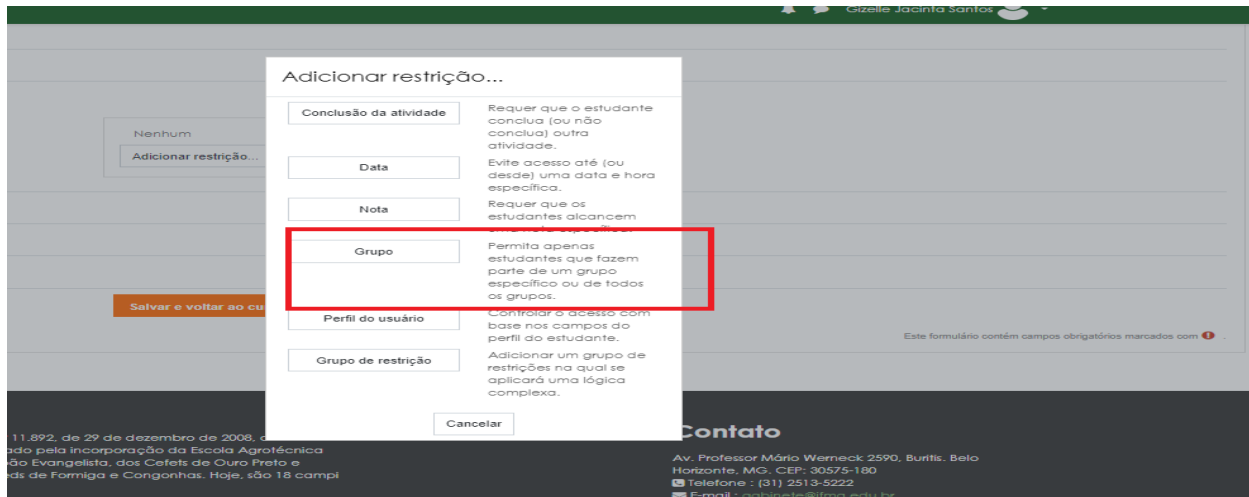 Gizelle Jacinta Santos
Adicionar restrição...
Nenhum
Adicionar restrição...
Conclusão da atividade
Requer que o estudante
conclua (ou não
conclua) outra
atividade.
Data
Evite acesso até (ou
desde) uma data e hora
específica.
Nota
Requer que os
estudantes alcancem
uma nota específica.
Grupo
Permita apenas
estudantes que fazem
parte de um grupo
específico ou de todos
os grupos.
Perfil do usuário
Controlar o acesso com
base nos campos do
perfil do estudante.
Grupo de restrição
Adicionar um grupo de
restrições na qual se
aplicará uma lógica
complexa.
Cancelar
Salvar e voltar ao cu
Este formulário contém campos obrigatórios marcados com
11.892, de 29 de dezembro de 2008,
ado pela incorporação da Escola Agrotécnica
ão Evangelista, dos Cefets de Ouro Preto e
eds de Formiga e Congonhas. Hoje, são 18 campi
Contato
Av. Professor Mário Werneck 2590, Buritis. Belo
Horizonte, MG. CEP: 30575-180
Telefone : (31) 2513-5222
E-mail : gabinete@ifmg.edu.br